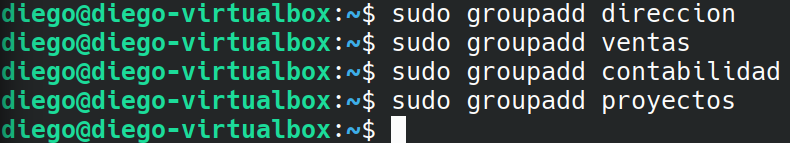 diego@diego-virtualbox:~$ sudo groupadd direccion
diego@diego-virtualbox:~$ sudo groupadd ventas
diego@diego-virtualbox:~$ sudo groupadd contabilidad
diego@diego-virtualbox:~$ sudo groupadd proyectos
diego@diego-virtualbox:~$